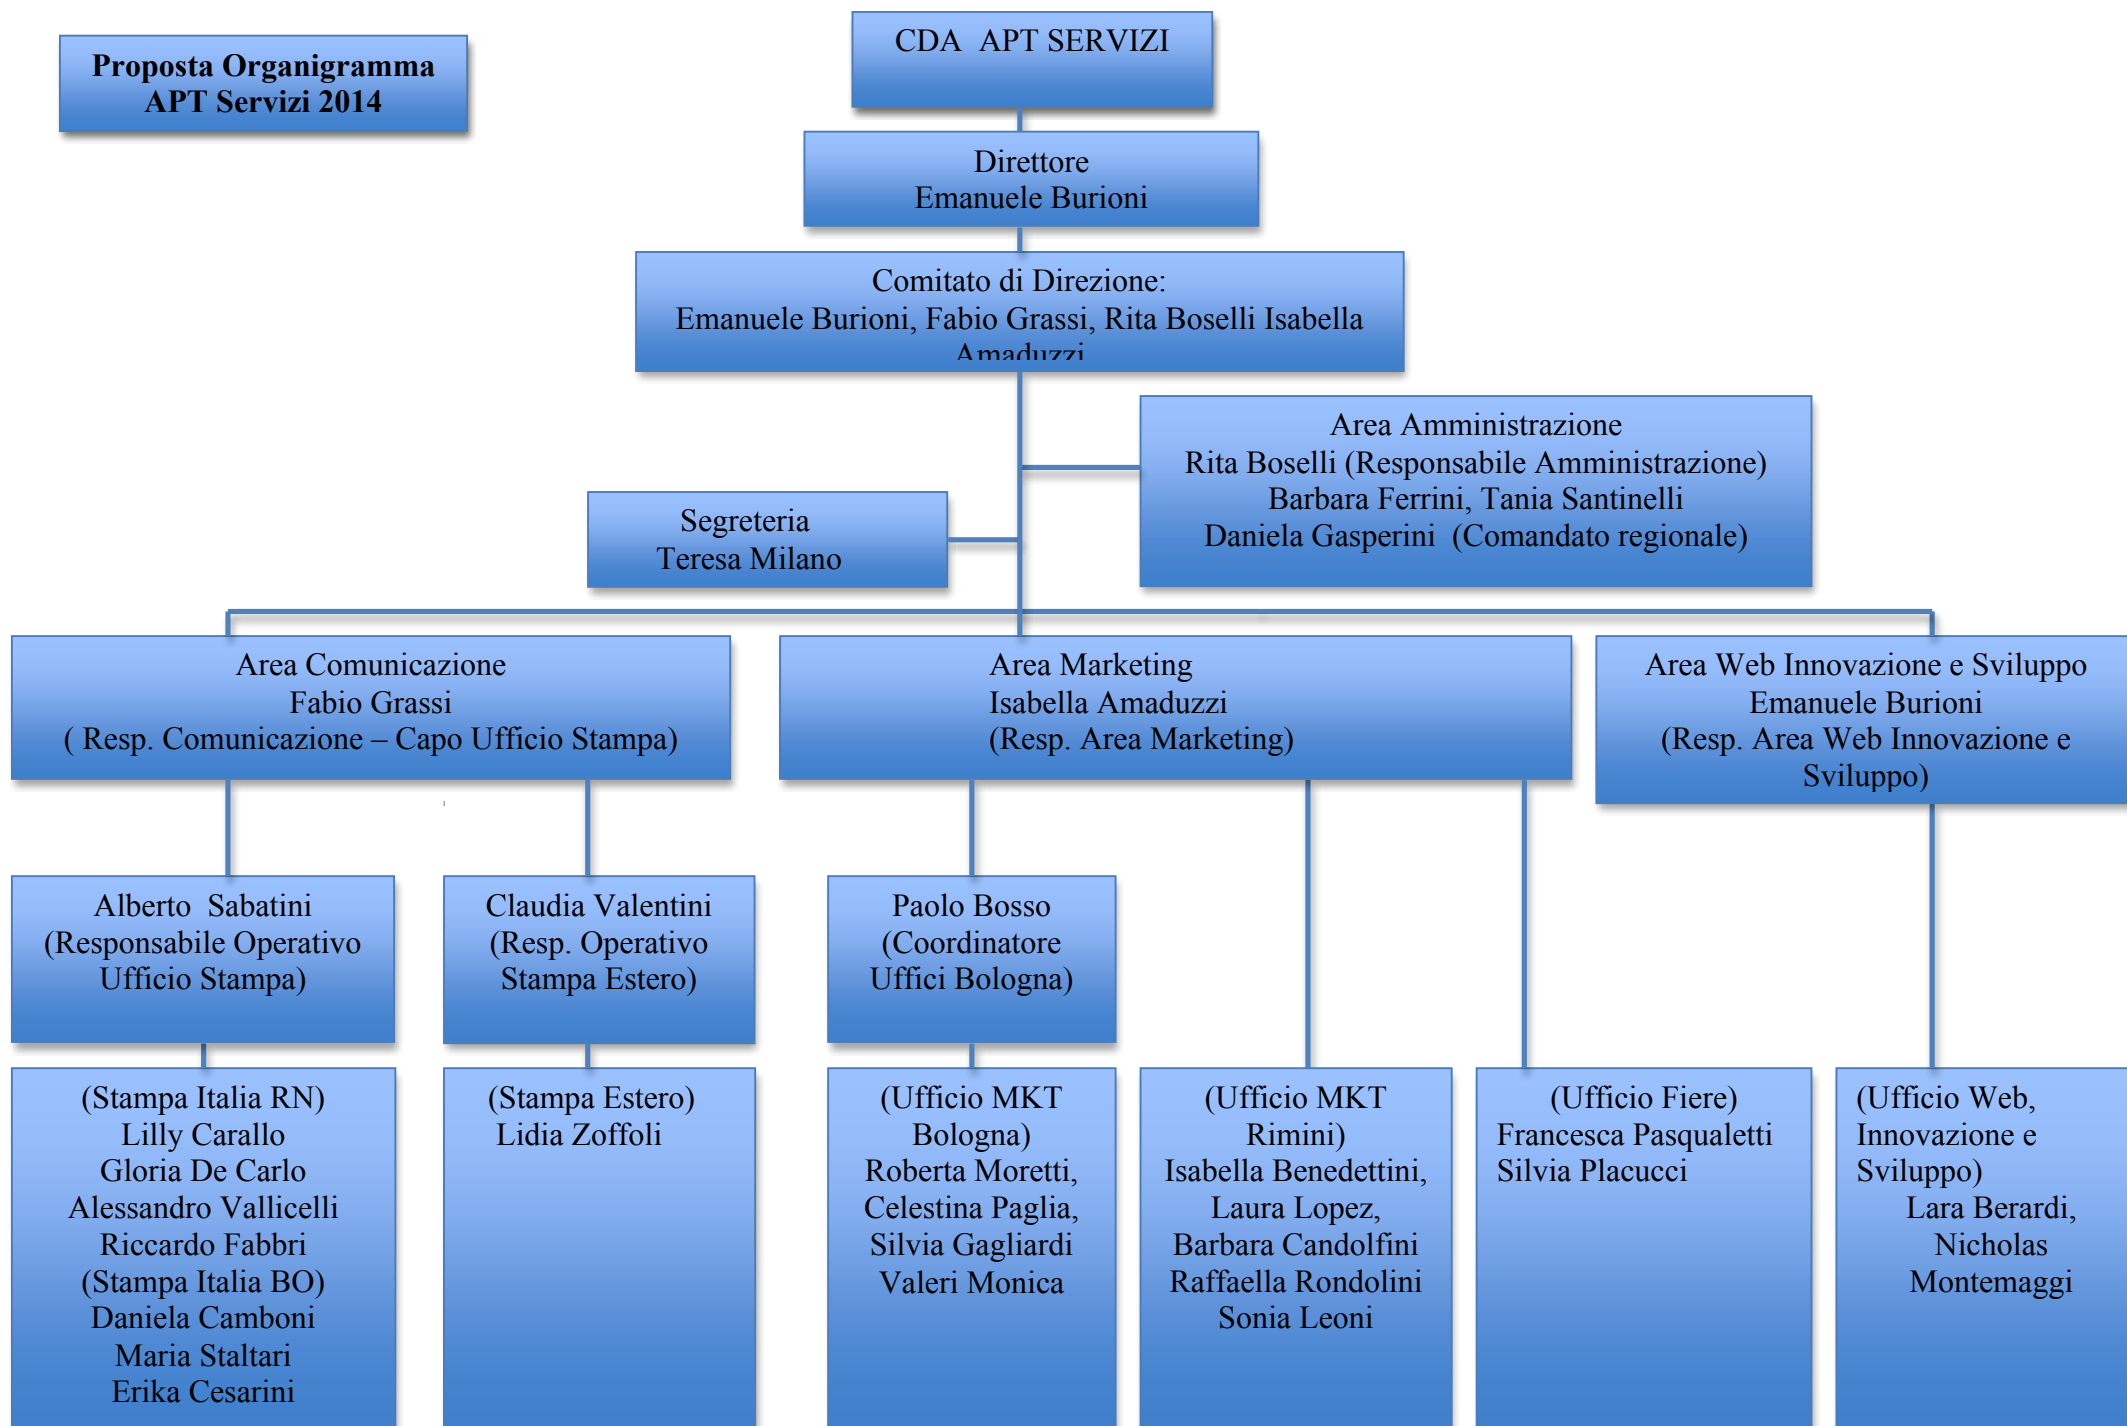 Proposta Organigramma
APT Servizi 2014
CDA APT SERVIZI
Direttore
Emanuele Burioni
Comitato di Direzione:
Emanuele Burioni, Fabio Grassi, Rita Boselli Isabella
Amaduzzi
Area Amministrazione
Rita Boselli (Responsabile Amministrazione)
Barbara Ferrini, Tania Santinelli
Daniela Gasperini (Comandato regionale)
Segreteria
Teresa Milano
Area Comunicazione
Fabio Grassi
( Resp. Comunicazione – Capo Ufficio Stampa)
Area Marketing
Isabella Amaduzzi
(Resp. Area Marketing)
Area Web Innovazione e Sviluppo
Emanuele Burioni
(Resp. Area Web Innovazione e
Sviluppo)
Alberto Sabatini
(Responsabile Operativo
Ufficio Stampa)
Claudia Valentini
(Resp. Operativo
Stampa Estero)
Paolo Bosso
(Coordinatore
Uffici Bologna)
(Stampa Italia RN)
Lilly Carallo
Gloria De Carlo
Alessandro Vallicelli
Riccardo Fabbri
(Stampa Italia BO)
Daniela Camboni
Maria Staltari
Erika Cesarini
(Stampa Estero)
Lidia Zoffoli
(Ufficio MKT
Bologna)
Roberta Moretti,
Celestina Paglia,
Silvia Gagliardi
Valeri Monica
(Ufficio MKT
Rimini)
Isabella Benedettini,
Laura Lopez,
Barbara Candolfini
Raffaella Rondolini
Sonia Leoni
(Ufficio Fiere)
Francesca Pasqualetti
Silvia Placucci
(Ufficio Web,
Innovazione e
Sviluppo)
Lara Berardi,
Nicholas
Montemaggi